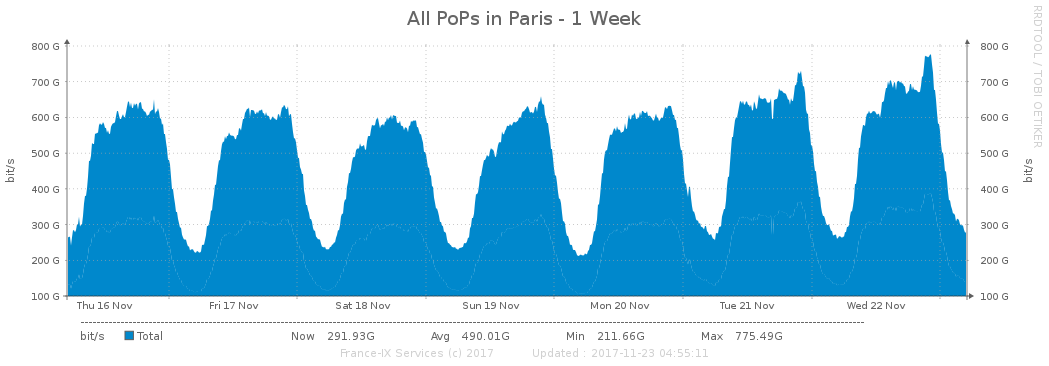 All PoPs in Paris - 1 Week
RRDTOOL / TOBI OETIKER
800 G 800 G
700 G 700 G
600 G 600 G
500 G 500 G
bit/s bit/s
400 G 400 G
300 G 300 G
200 G 200 G
100 G 100 G
Thu 16 Nov Fri 17 Nov Sat 18 Nov Sun 19 Nov Mon 20 Nov Tue 21 Nov Wed 22 Nov
bit/s Total Now 291.93G Avg 490.01G Min 211.66G Max 775.49G
France-IX Services (c) 2017 Updated : 2017-11-23 04:55:11